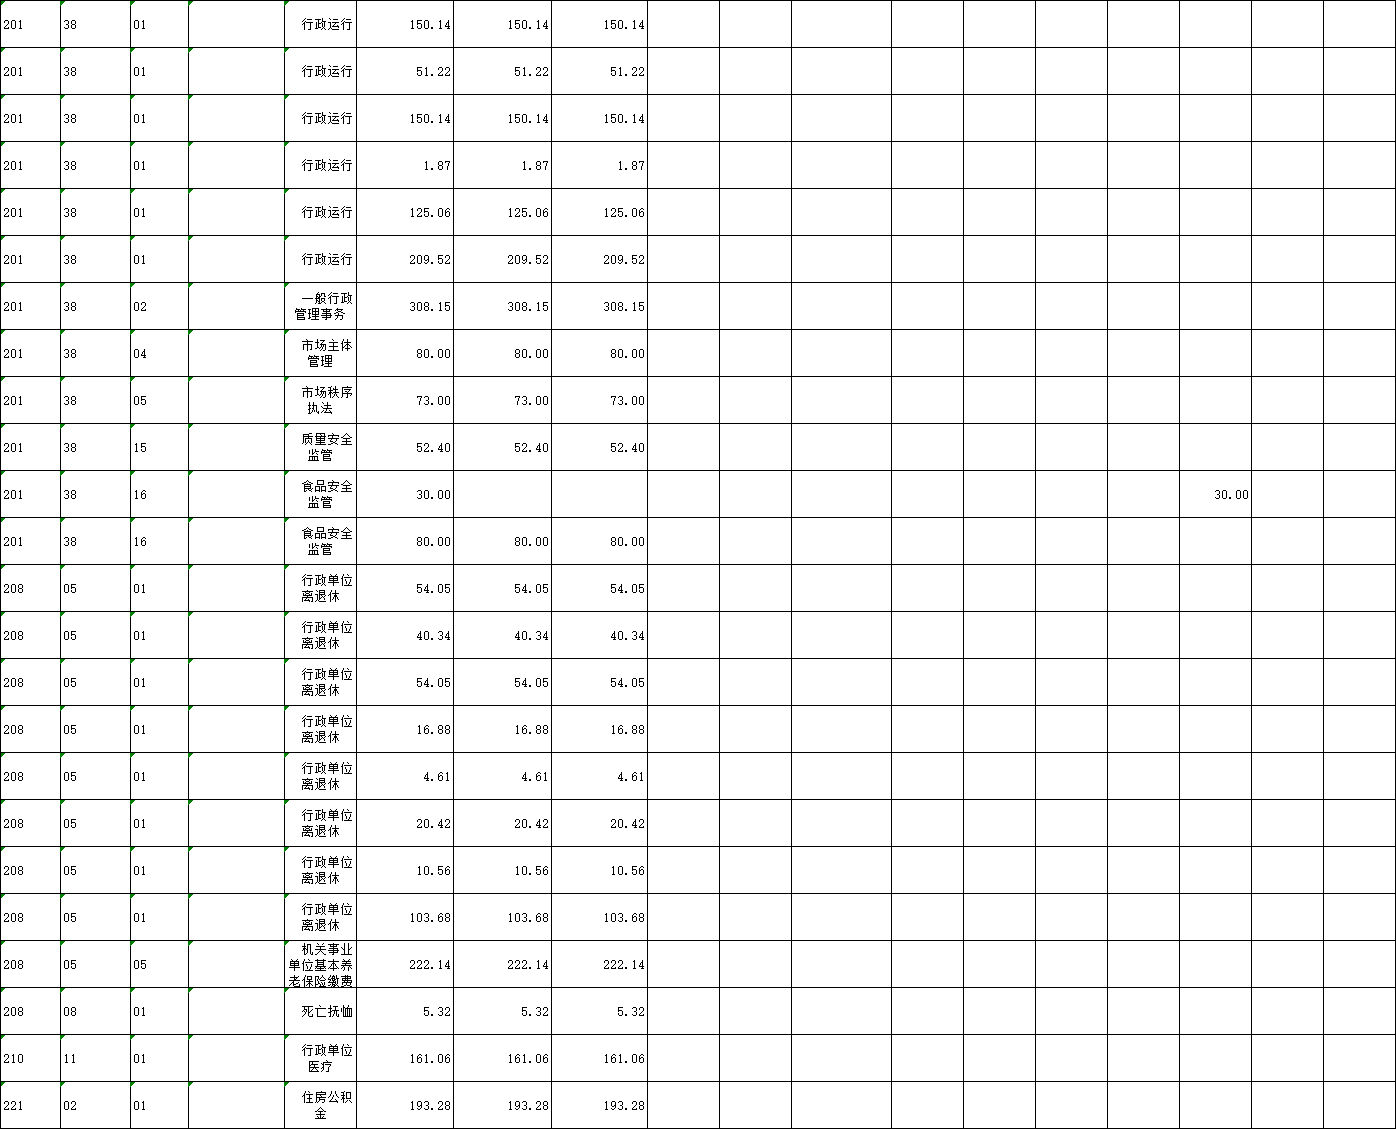 201 38 01 行政运行 150.14 150.14 150.14
201 38 01 行政运行 51.22 51.22 51.22
201 38 01 行政运行 150.14 150.14 150.14
201 38 01 行政运行 1.87 1.87 1.87
201 38 01 行政运行 125.06 125.06 125.06
201 38 01 行政运行 209.52 209.52 209.52
201 38 02 一般行政管理事务 308.15 308.15 308.15
201 38 04 市场主体管理 80.00 80.00 80.00
201 38 05 市场秩序执法 73.00 73.00 73.00
201 38 15 质量安全监管 52.40 52.40 52.40
201 38 16 食品安全监管 30.00 30.00
201 38 16 食品安全监管 80.00 80.00 80.00
208 05 01 行政单位离退休 54.05 54.05 54.05
208 05 01 行政单位离退休 40.34 40.34 40.34
208 05 01 行政单位离退休 54.05 54.05 54.05
208 05 01 行政单位离退休 16.88 16.88 16.88
208 05 01 行政单位离退休 4.61 4.61 4.61
208 05 01 行政单位离退休 20.42 20.42 20.42
208 05 01 行政单位离退休 10.56 10.56 10.56
208 05 01 行政单位离退休 103.68 103.68 103.68
208 05 05 机关事业单位基本养老保险缴费 222.14 222.14 222.14
208 08 01 死亡抚恤 5.32 5.32 5.32
210 11 01 行政单位医疗 161.06 161.06 161.06
221 02 01 住房公积金 193.28 193.28 193.28